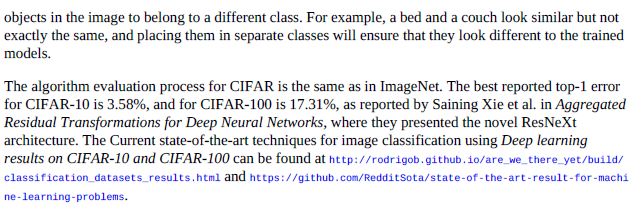 objects in the image to belong to a different class. For example, a bed and a couch look similar but not
exactly the same, and placing them in separate classes will ensure that they look different to the trained
models.
The algorithm evaluation process for CIFAR is the same as in ImageNet. The best reported top-1 error
for CIFAR-10 is 3.58%, and for CIFAR-100 is 17.31%, as reported by Saining Xie et al. in Aggregated
Residual Transformations for Deep Neural Networks, where they presented the novel ResNeXt
architecture. The Current state-of-the-art techniques for image classification using Deep learning
results on CIFAR-10 and CIFAR-100 can be found at http://rodrigob.github.io/are_we_there_yet/build/
classification_datasets_results.html and https://github.com/RedditSota/state-of-the-art-result-for-machi
ne-learning-problems.